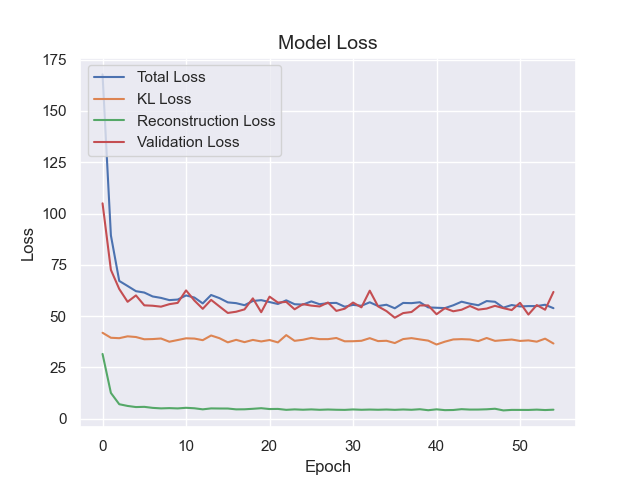 Model Loss
175
150
125
100
75
50
25
0
Loss
Total Loss
KL Loss
Reconstruction Loss
Validation Loss
0 10 20 30 40 50
Epoch